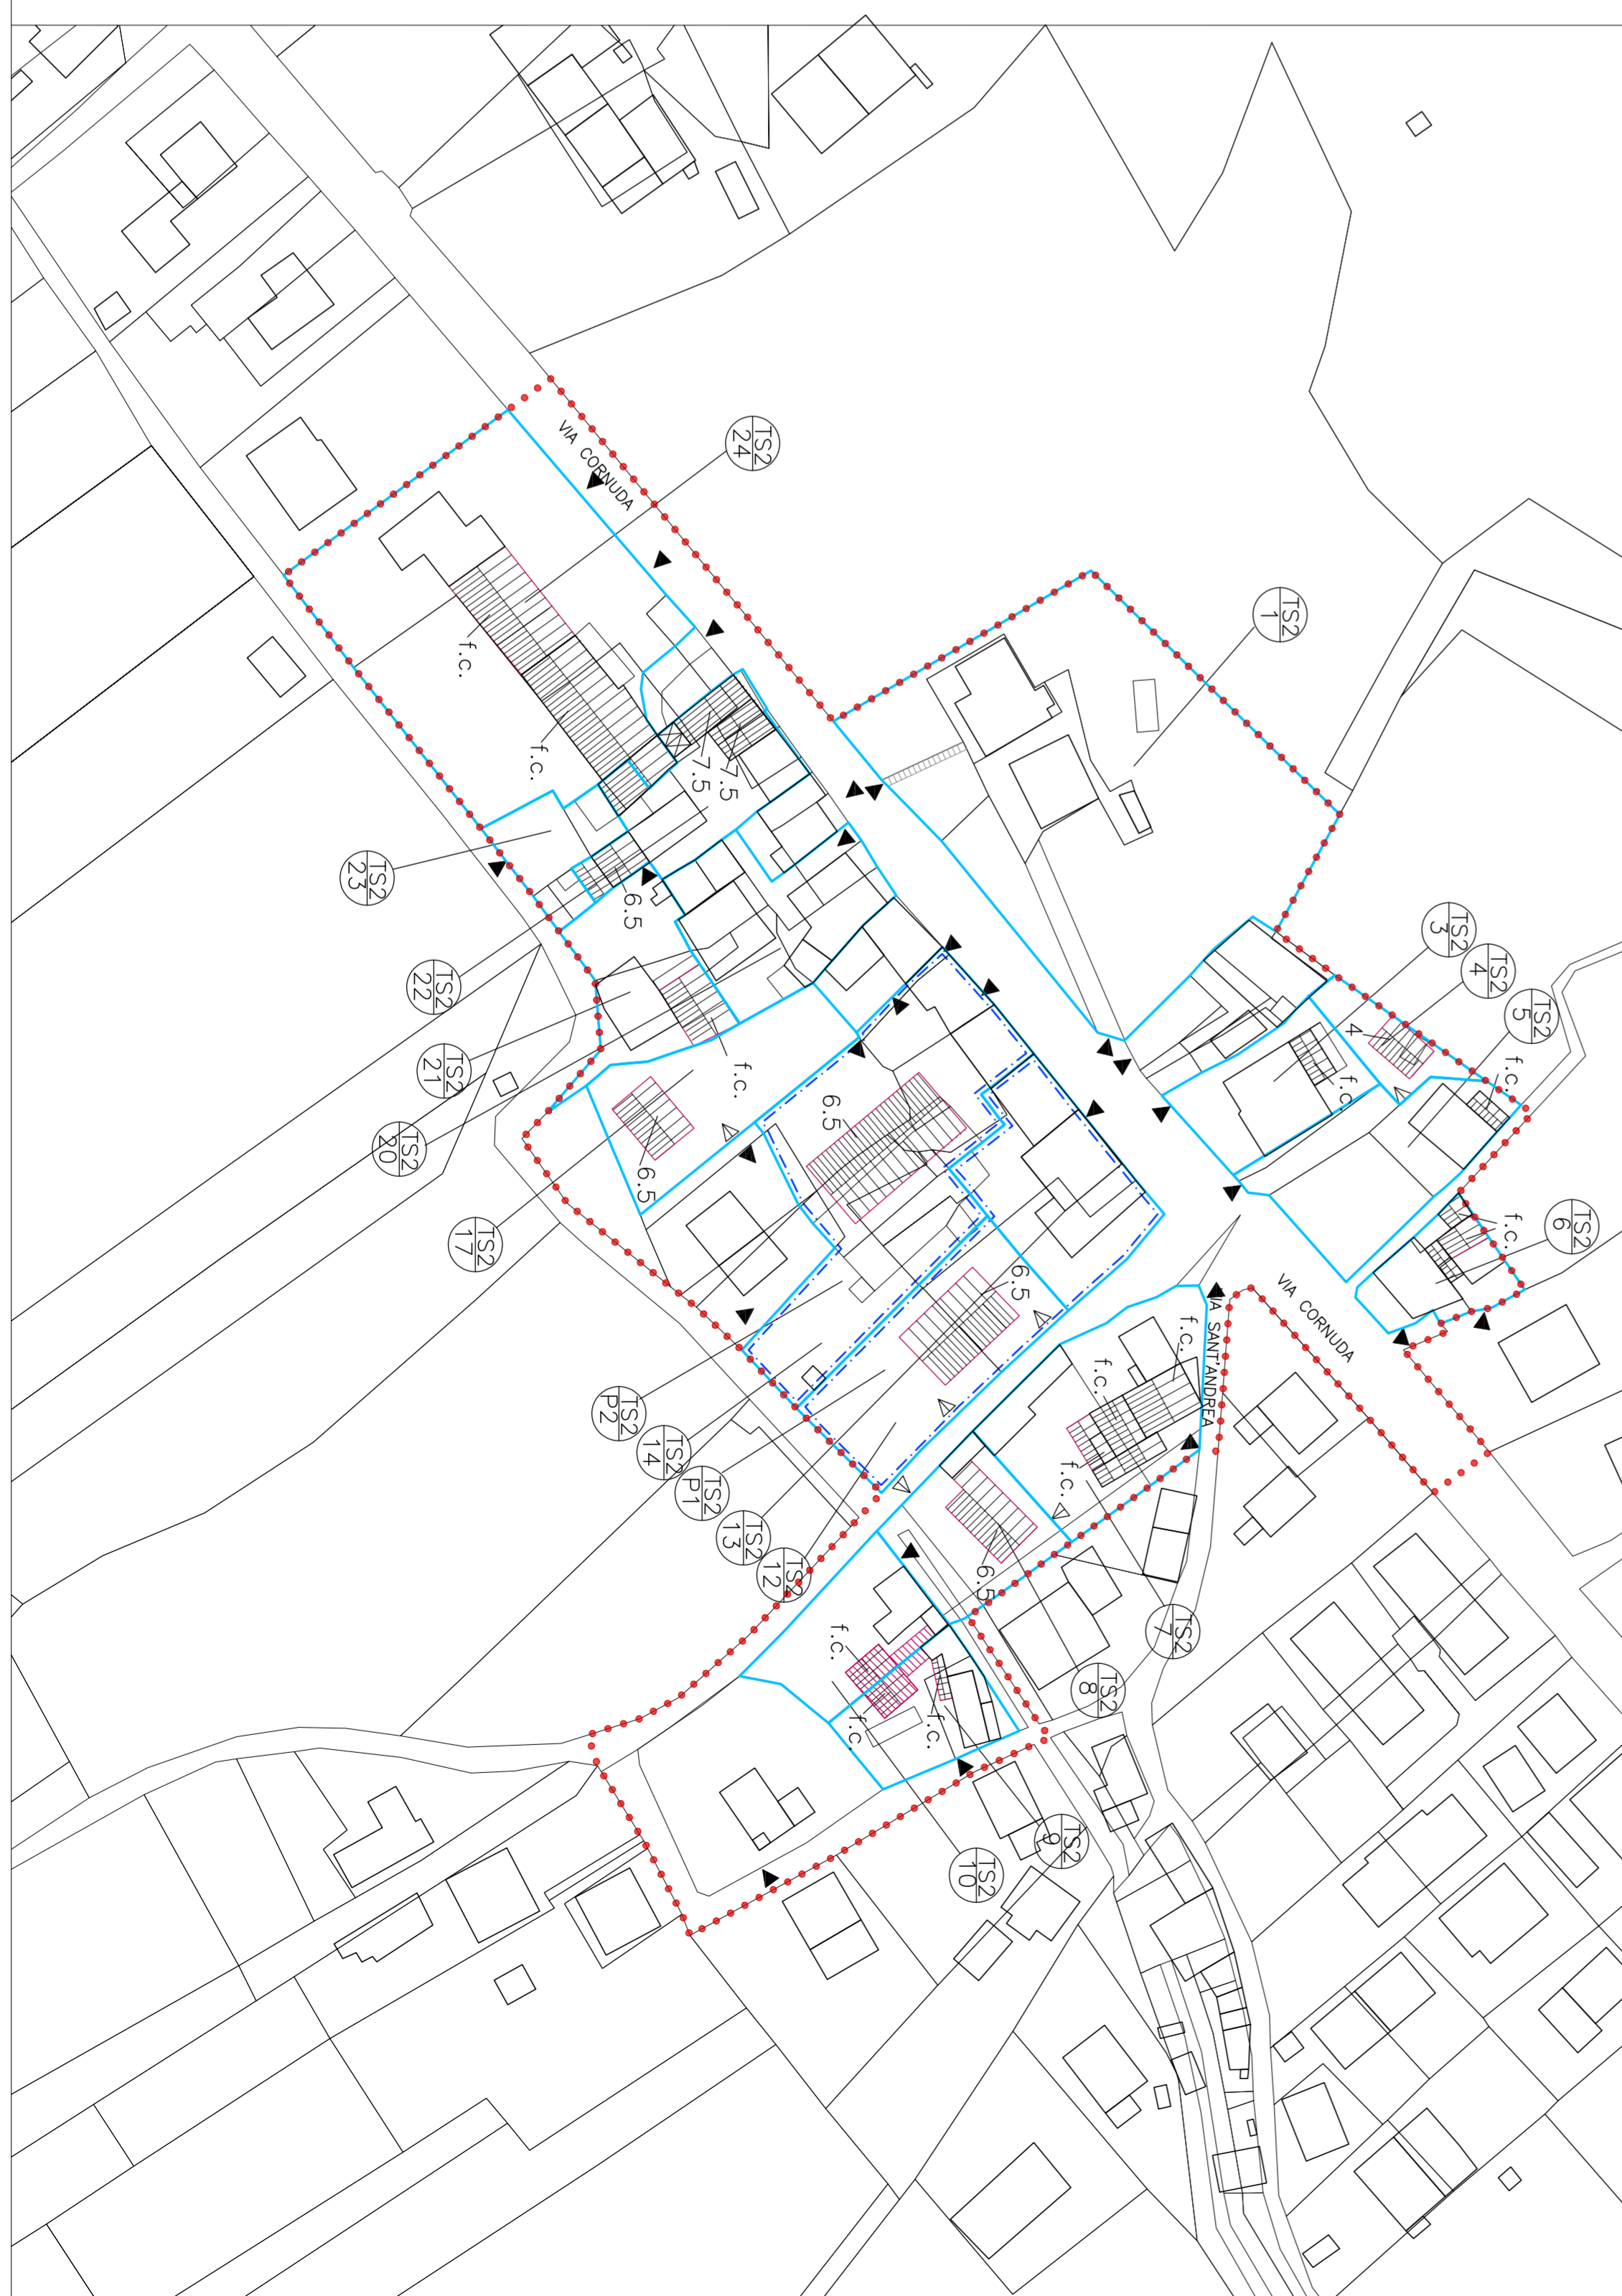 VIA CORNUDA
TS2
24
TS2
1
f.c.
f.c.
7.5
7.5
6.5
TS2
23
TS2
22
TS2
21
TS2
20
TS2
17
f.c.
6.5
6.5
6.5
TS2
3
TS2
4
TS2
5
4
f.c.
f.c.
f.c.
TS2
6
VIA CORNUDA
VIA SANT'ANDREA
f.c.
f.c.
f.c.
6.5
TS2
P2
TS2
14
TS2
P1
TS2
13
TS2
12
TS2
7
TS2
8
f.c.
f.c.
f.c.
TS2
9
TS2
10